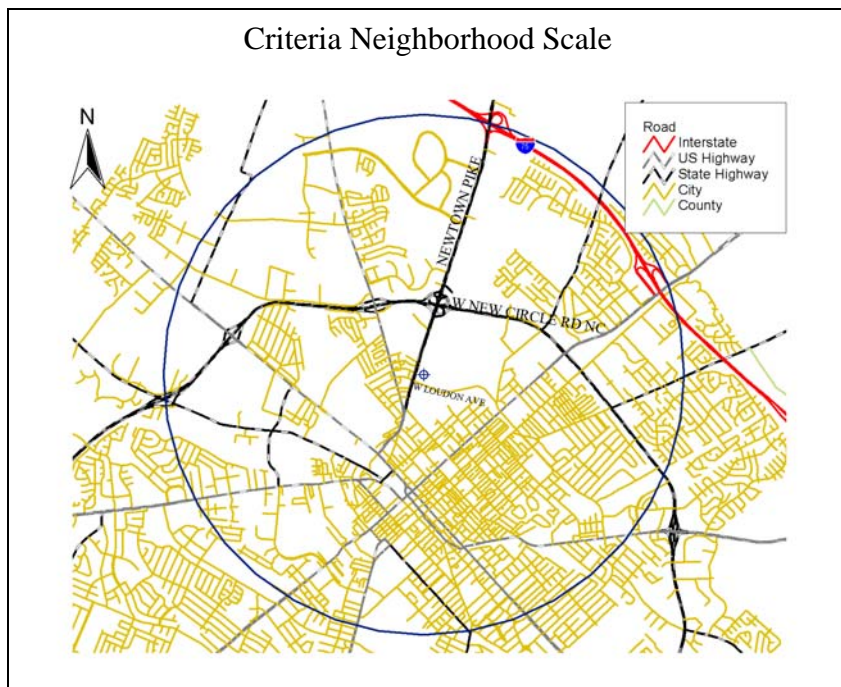 Criteria Neighborhood Scale
N
Road
Interstate
US Highway
State Highway
City
County
75
NEWTOWN PIKE
W NEW CIRCLE RD NC
W LOUDON AVE